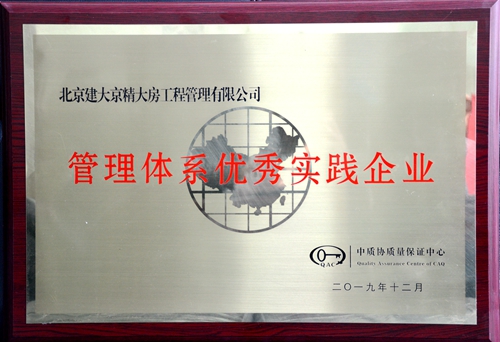 北京建大京精大房工程管理有限公司
管理体系优秀实践企业
QAC
中质协质量保证中心
Quality Assurance Centre of CAQ
二〇一九年十二月